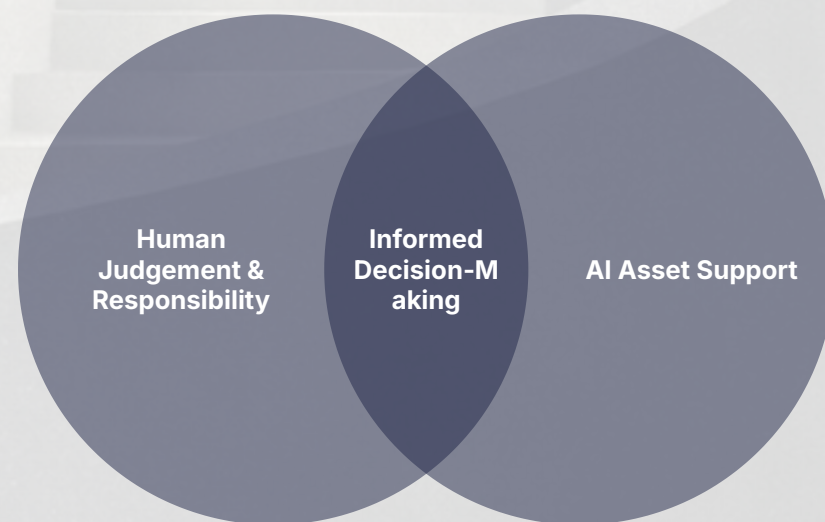 Human
Judgement &
Responsibility
Informed
Decision-M
aking
AI Asset Support